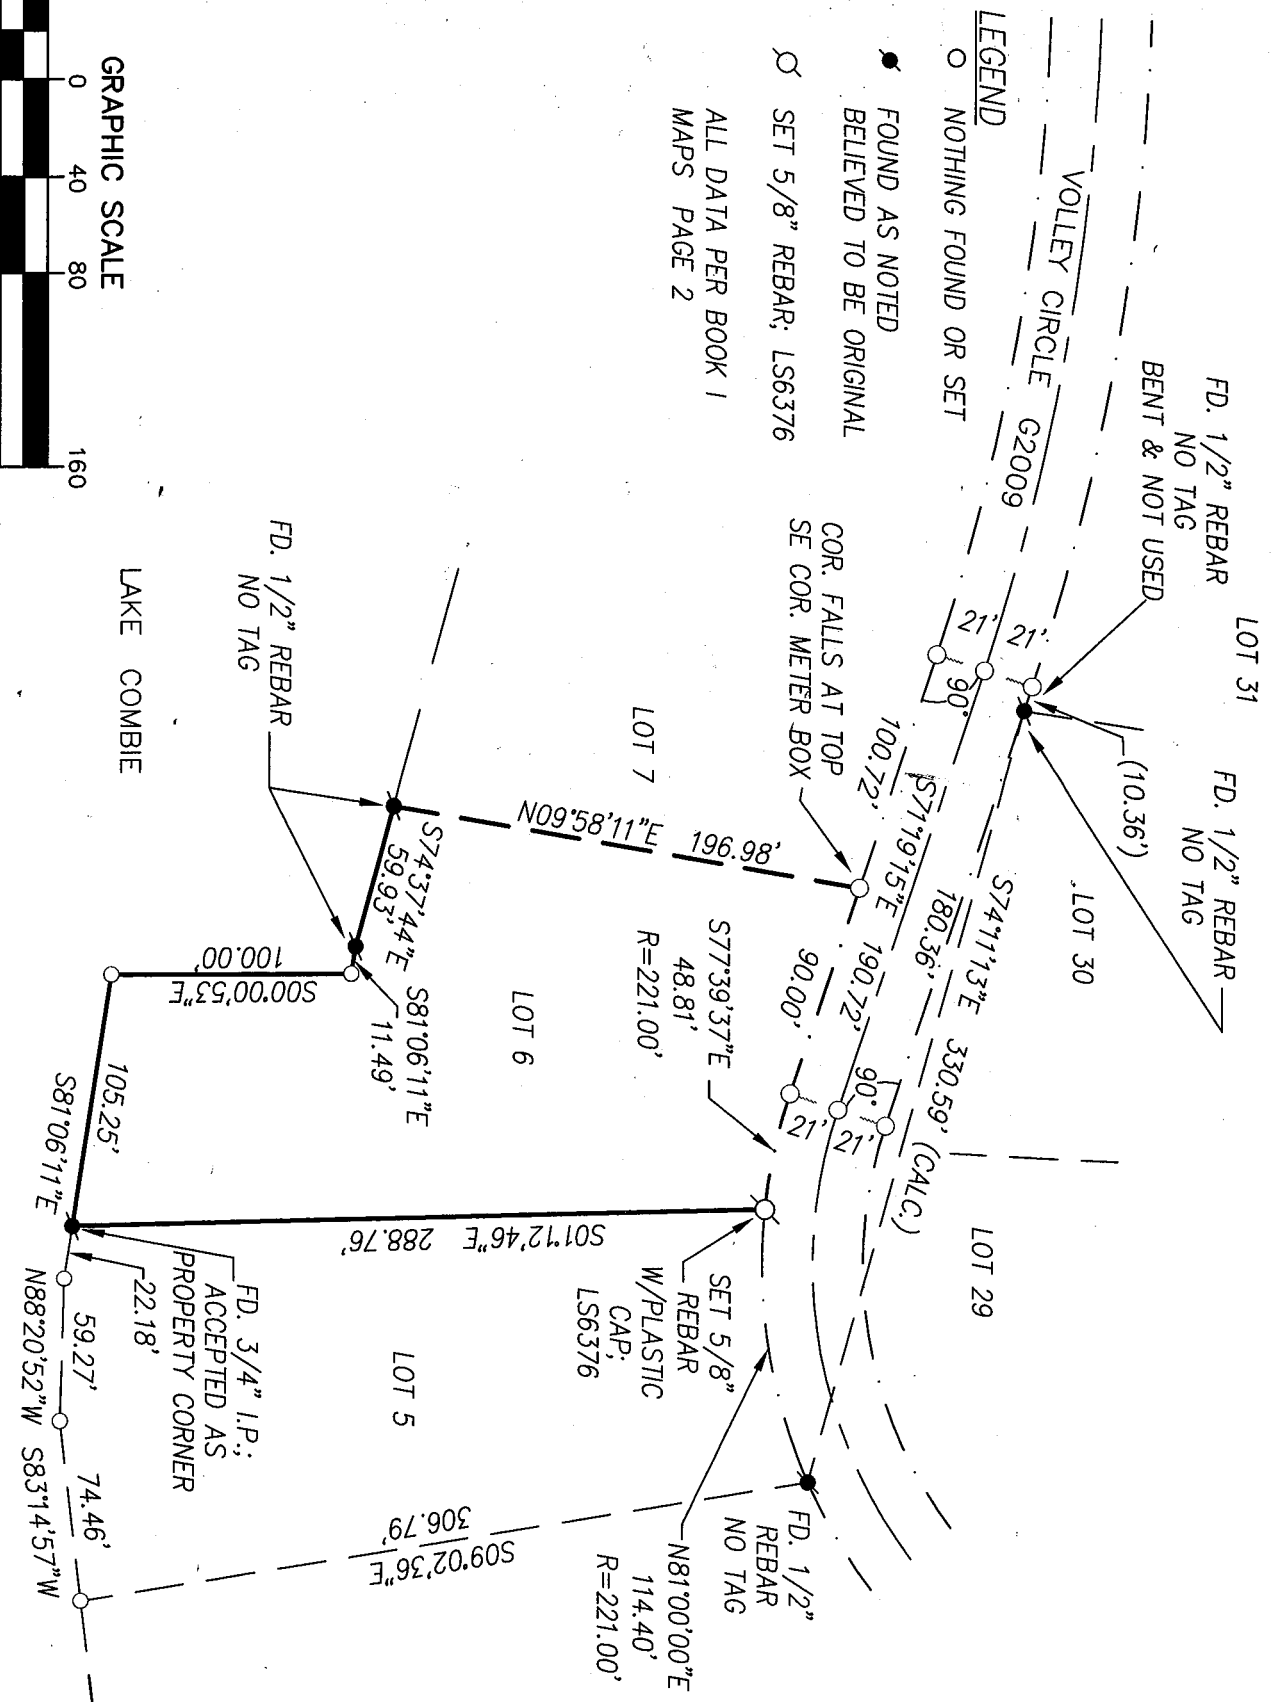 LEGEND
NOTHING FOUND OR SET
FOUND AS NOTED
BELIEVED TO BE ORIGINAL
SET 5/8" REBAR; LS6376
ALL DATA PER BOOK 1
MAPS PAGE 2
GRAPHIC SCALE
0 40 80 160
VOLLEY CIRCLE G2009
FD. 1/2" REBAR
NO TAG
BENT & NOT USED
LOT 31
FD. 1/2" REBAR
NO TAG
(10.36')
LOT 30
21' 21'
90°
COR. FALLS AT TOP
SE COR. METER BOX
100.72'
S71°19'15"E 190.72'
180.36'
S74°11'13"E 330.59' (CALC.)
90.00'
90°
21' 21'
LOT 29
LOT 7
N09°58'11"E 196.98'
S77°39'37"E
48.81'
R=221.00'
FD. 1/2" REBAR
NO TAG
LAKE COMBIE
S74°37'44"E
59.93'
S81°06'11"E
11.49'
LOT 6
S00°00'53"E
100.00'
105.25'
S81°06'11"E
S01°12'46"E 288.76'
SET 5/8"
REBAR
W/PLASTIC
CAP;
LS6376
FD. 3/4" I.P.;
ACCEPTED AS
PROPERTY CORNER
22.18'
LOT 5
59.27'
N88°20'52"W
74.46'
S83°14'57"W
S09°02'36"E
306.79'
FD. 1/2"
REBAR
NO TAG
N81°00'00"E
114.40'
R=221.00'